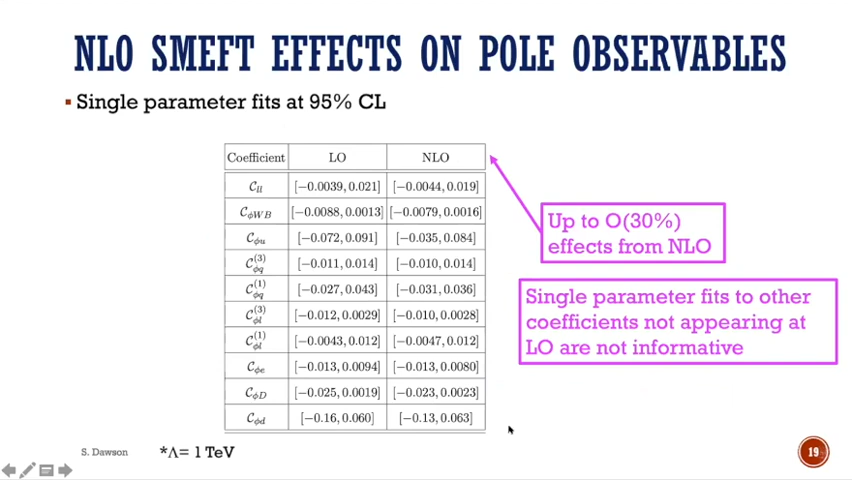 NLO SMEFT EFFECTS ON POLE OBSERVABLES
▪ Single parameter fits at 95% CL
Coefficient LO NLO
𝒞_ll [−0.0039, 0.021] [−0.0044, 0.019]
𝒞_ϕWB [−0.0088, 0.0013] [−0.0079, 0.0016]
𝒞_ϕu [−0.072, 0.091] [−0.035, 0.084]
𝒞_ϕq^(3) [−0.011, 0.014] [−0.010, 0.014]
𝒞_ϕq^(1) [−0.027, 0.043] [−0.031, 0.036]
𝒞_ϕl^(3) [−0.012, 0.0029] [−0.010, 0.0028]
𝒞_ϕl^(1) [−0.0043, 0.012] [−0.0047, 0.012]
𝒞_ϕe [−0.013, 0.0094] [−0.013, 0.0080]
𝒞_ϕD [−0.025, 0.0019] [−0.023, 0.0023]
𝒞_ϕd [−0.16, 0.060] [−0.13, 0.063]
Up to O(30%)
effects from NLO
Single parameter fits to other
coefficients not appearing at
LO are not informative
S. Dawson
*Λ= 1 TeV
19